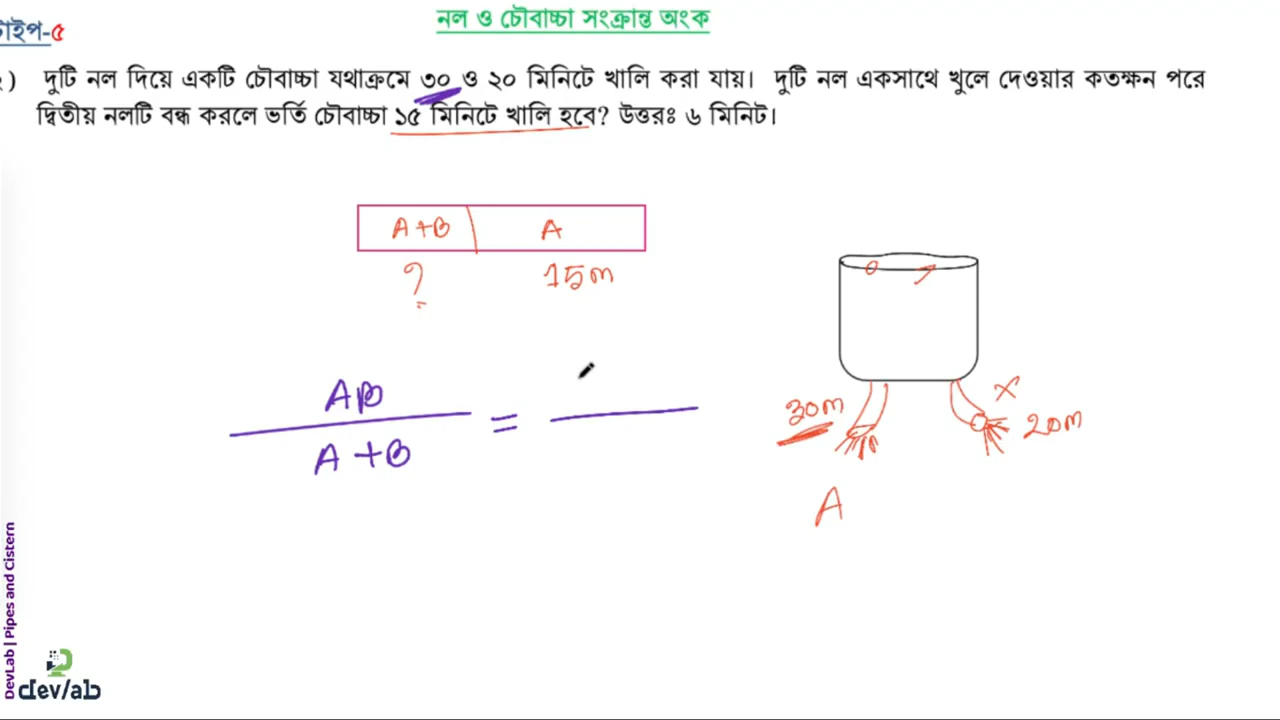 নল ও চৌবাচ্চা সংক্রান্ত অংক
টাইপ-৫
) দুটি নল দিয়ে একটি চৌবাচ্চা যথাক্রমে ৩০ ও ২০ মিনিটে খালি করা যায়। দুটি নল একসাথে খুলে দেওয়ার কতক্ষন পরে
দ্বিতীয় নলটি বন্ধ করলে ভর্তি চৌবাচ্চা ১৫ মিনিটে খালি হবে? উত্তরঃ ৬ মিনিট।
A+B A
? 15m
AB
=
A+B
30m
x
20m
A
DevLab | Pipes and Cistern
dev/ab